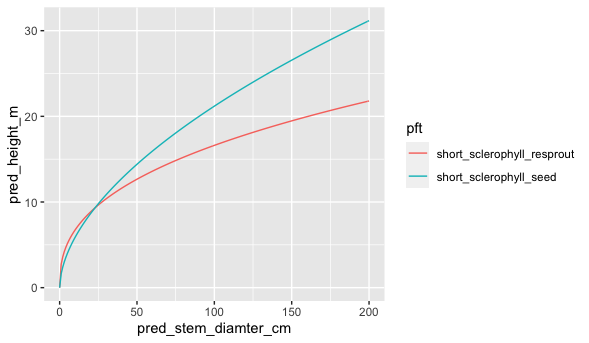 30
20
10
0
0
50
100
150
200
pred_height_m
pred_stem_diamter_cm
pft
short_sclerophyll_resprout
short_sclerophyll_seed